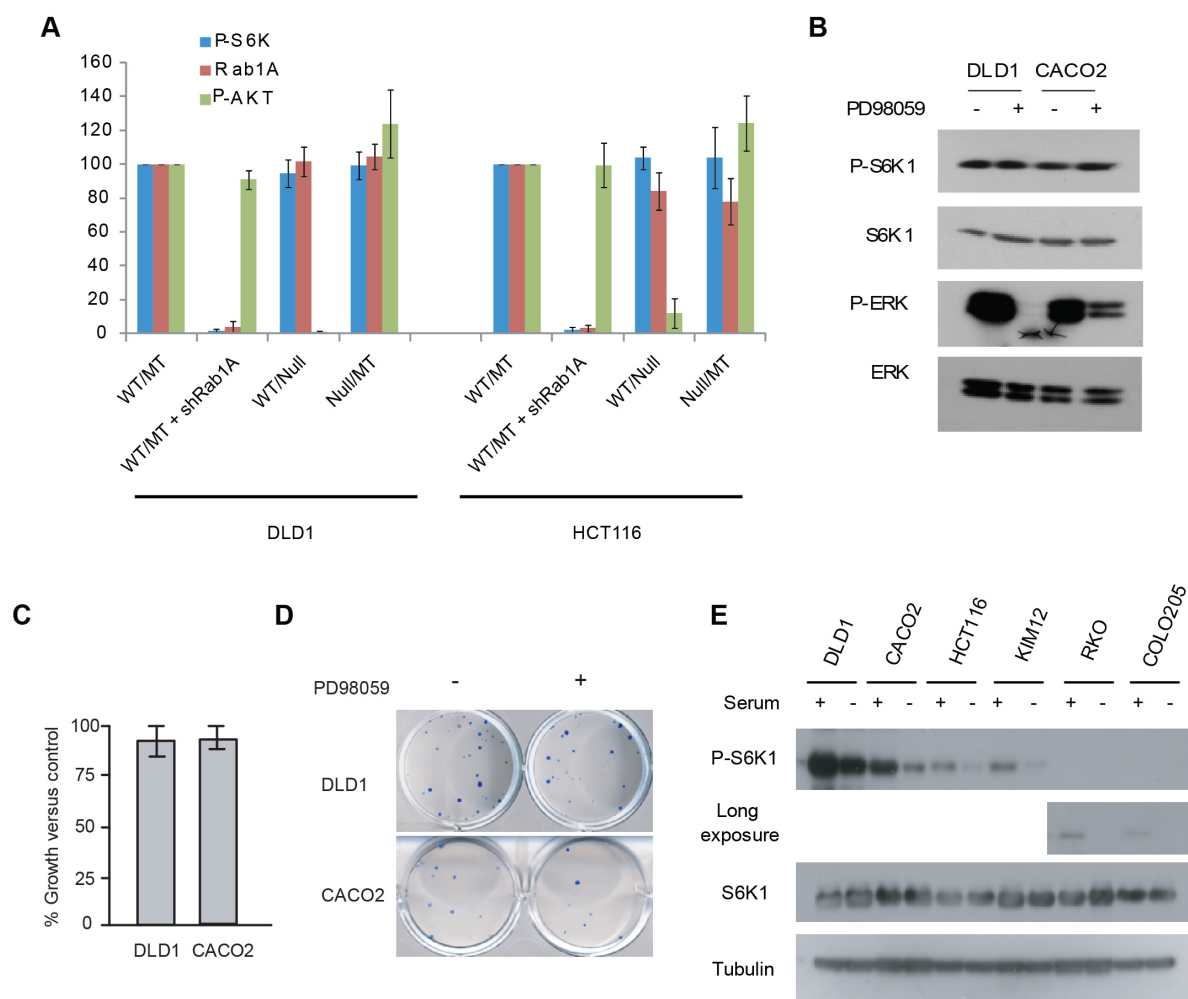 A
P-S6K
Rab1A
P-AKT
160
140
120
100
80
60
40
20
0
WT/MT
WT/MT + shRab1A
WT/Null
Null/MT
WT/MT
WT/MT + shRab1A
WT/Null
Null/MT
DLD1
HCT116
B
DLD1 CACO2
PD98059 - + - +
P-S6K1
S6K1
P-ERK
ERK
C
% Growth versus control
100
75
50
25
0
DLD1 CACO2
D
PD98059 - +
DLD1
CACO2
E
DLD1 CACO2 HCT116 KIM12 RKO COLO205
Serum + - + - + - + - + - + -
P-S6K1
Long
exposure
S6K1
Tubulin